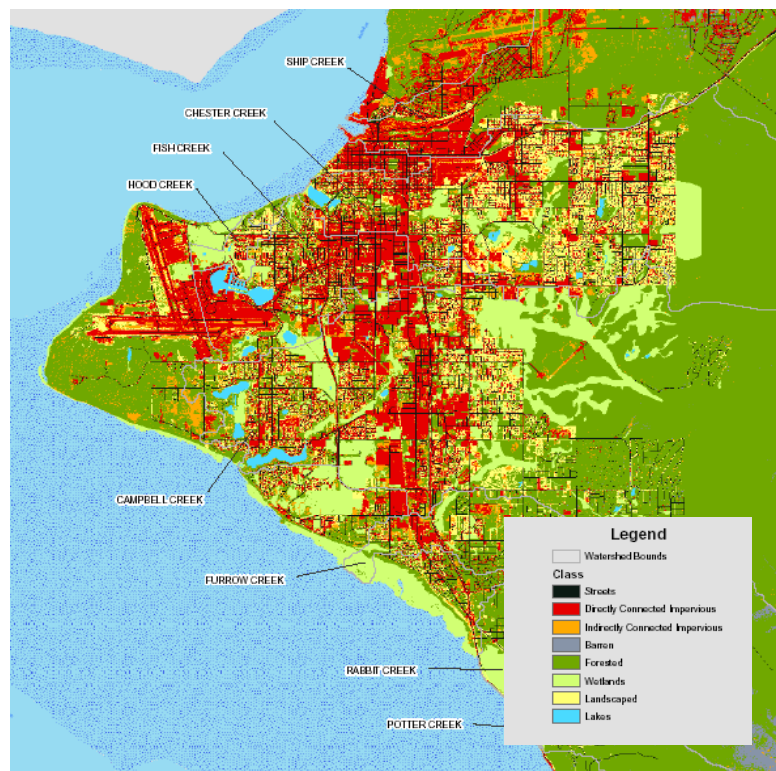 SHIP CREEK
CHESTER CREEK
FISH CREEK
HOOD CREEK
CAMPBELL CREEK
FURROW CREEK
RABBIT CREEK
POTTER CREEK
Legend
Watershed Bounds
Class
Streets
Directly Connected Impervious
Indirectly Connected Impervious
Barren
Forested
Wetlands
Landscaped
Lakes